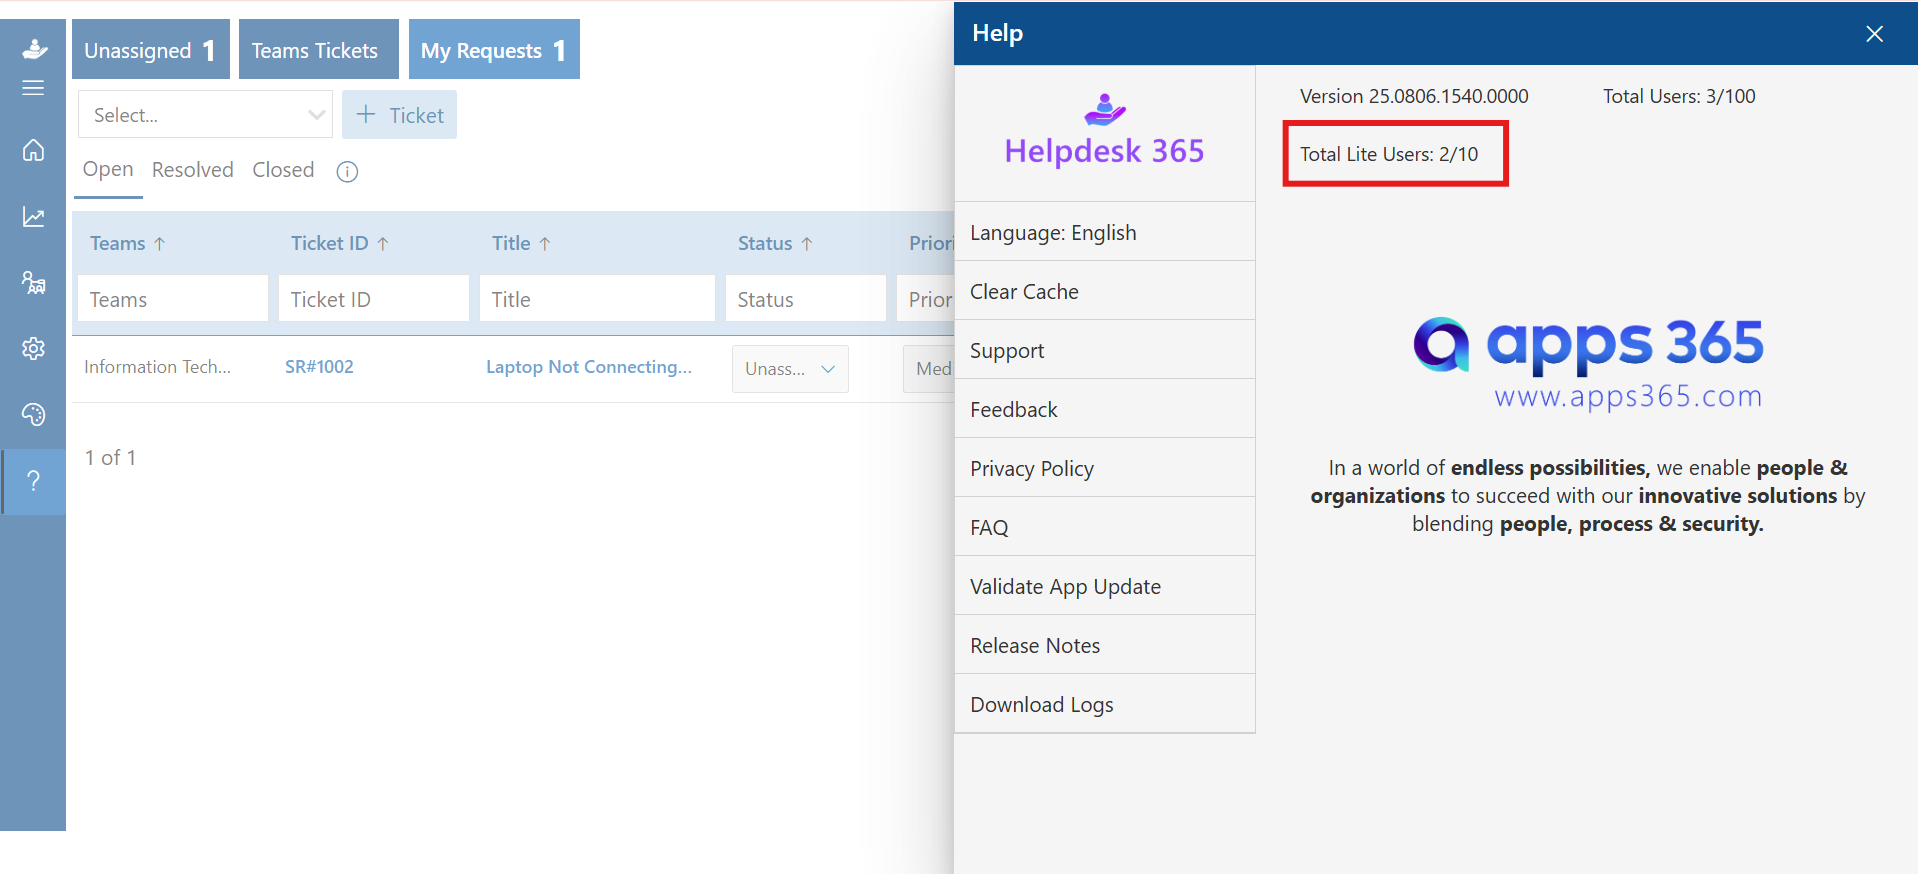 Unassigned 1
Teams Tickets
My Requests 1
Select...
+ Ticket
Open
Resolved
Closed
Teams ↑
Ticket ID ↑
Title ↑
Status ↑
Priori
Teams
Ticket ID
Title
Status
Prior
Information Tech...
SR#1002
Laptop Not Connecting...
Unass...
Med
1 of 1
?
Help
Helpdesk 365
Language: English
Clear Cache
Support
Feedback
Privacy Policy
FAQ
Validate App Update
Release Notes
Download Logs
Version 25.0806.1540.0000
Total Users: 3/100
Total Lite Users: 2/10
apps 365
www.apps365.com
In a world of endless possibilities, we enable people &
organizations to succeed with our innovative solutions by
blending people, process & security.